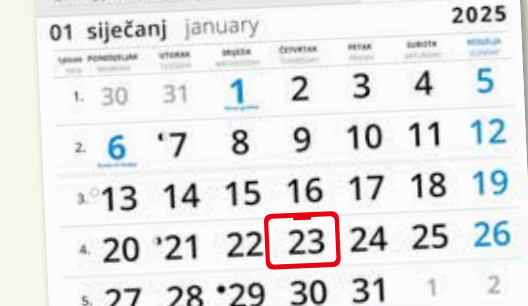 01 siječanj january 2025
PONEDJELJAK UTORAK SRIJEDA ČETVRTAK PETAK SUBOTA NEDJELJA
1. 30 31 1 2 3 4 5
2. 6 7 8 9 10 11 12
3. 13 14 15 16 17 18 19
4. 20 21 22 23 24 25 26
5. 27 28 29 30 31 1 2